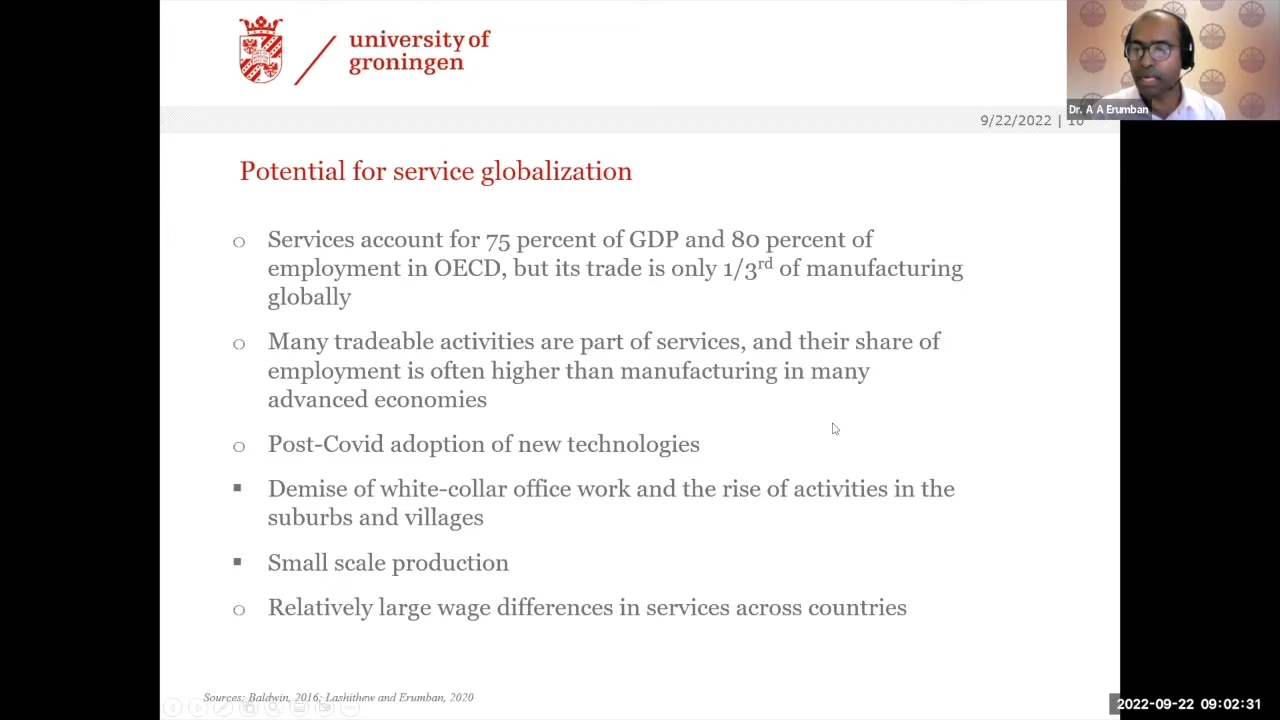 university of
groningen
Dr. A A Erumban
9/22/2022 | 16
Potential for service globalization
o Services account for 75 percent of GDP and 80 percent of
employment in OECD, but its trade is only 1/3rd of manufacturing
globally
o Many tradeable activities are part of services, and their share of
employment is often higher than manufacturing in many
advanced economies
o Post-Covid adoption of new technologies
▪ Demise of white-collar office work and the rise of activities in the
suburbs and villages
▪ Small scale production
o Relatively large wage differences in services across countries
Sources: Baldwin, 2016; Lashithew and Erumban, 2020
2022-09-22 09:02:31